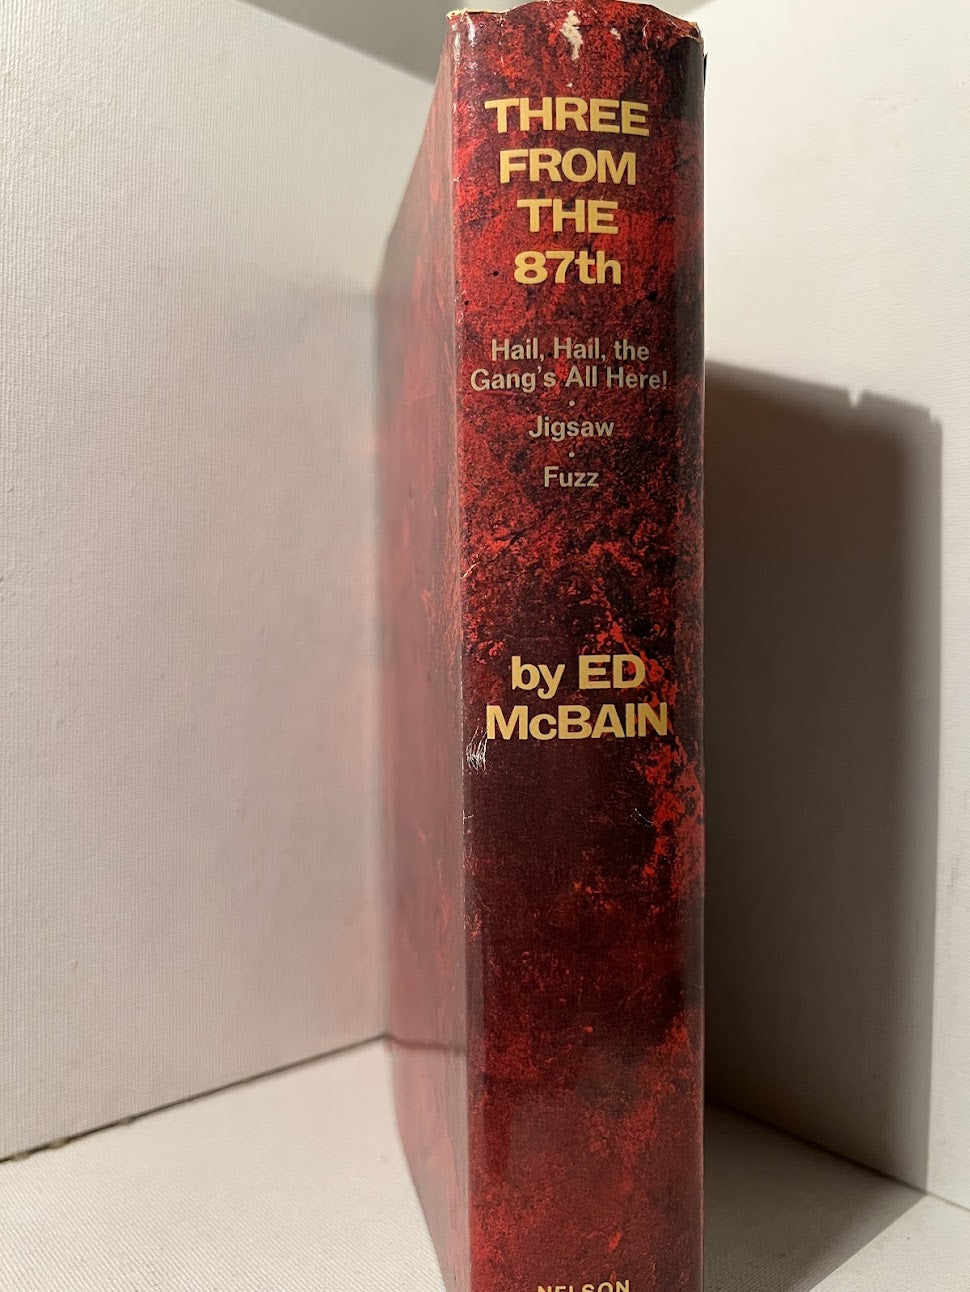 THREE
FROM
THE
87th
Hail, Hail, the
Gang's All Here!
·
Jigsaw
·
Fuzz
by ED
McBAIN
NELSON